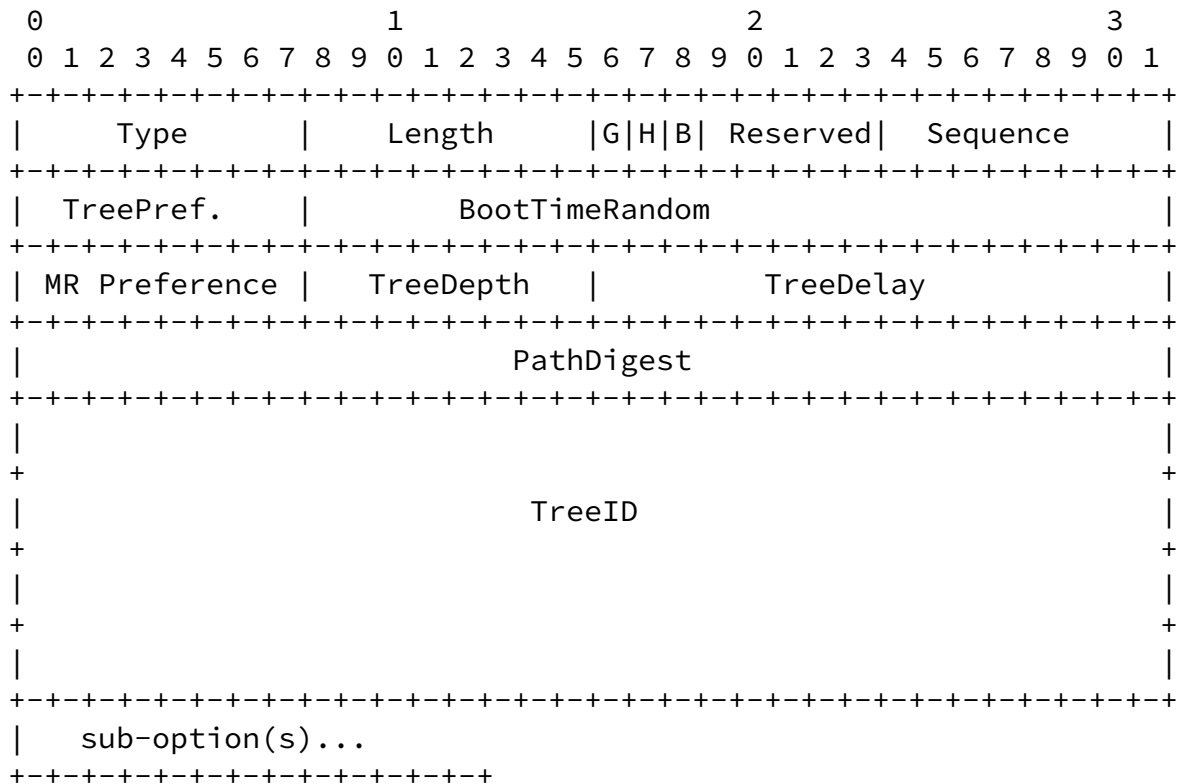 0                   1                   2                   3
 0 1 2 3 4 5 6 7 8 9 0 1 2 3 4 5 6 7 8 9 0 1 2 3 4 5 6 7 8 9 0 1
+-+-+-+-+-+-+-+-+-+-+-+-+-+-+-+-+-+-+-+-+-+-+-+-+-+-+-+-+-+-+-+-+
|     Type      |    Length     |G|H|B| Reserved|  Sequence     |
+-+-+-+-+-+-+-+-+-+-+-+-+-+-+-+-+-+-+-+-+-+-+-+-+-+-+-+-+-+-+-+-+
|  TreePref.    |        BootTimeRandom                         |
+-+-+-+-+-+-+-+-+-+-+-+-+-+-+-+-+-+-+-+-+-+-+-+-+-+-+-+-+-+-+-+-+
| MR Preference |   TreeDepth   |         TreeDelay             |
+-+-+-+-+-+-+-+-+-+-+-+-+-+-+-+-+-+-+-+-+-+-+-+-+-+-+-+-+-+-+-+-+
|                           PathDigest                          |
+-+-+-+-+-+-+-+-+-+-+-+-+-+-+-+-+-+-+-+-+-+-+-+-+-+-+-+-+-+-+-+-+
|                                                               |
+                                                               +
|                            TreeID                             |
+                                                               +
|                                                               |
+                                                               +
|                                                               |
+-+-+-+-+-+-+-+-+-+-+-+-+-+-+-+-+-+-+-+-+-+-+-+-+-+-+-+-+-+-+-+-+
|   sub-option(s)...
+-+-+-+-+-+-+-+-+-+-+-+-+-+